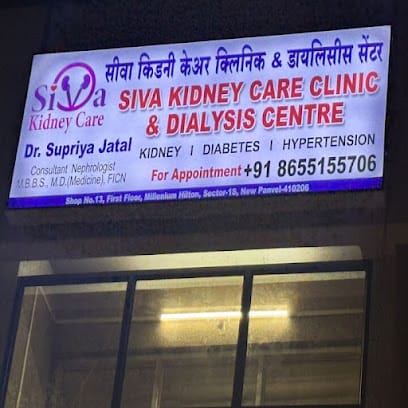 सीवा किडनी केअर क्लिनिक & डायलिसीस सेंटर
Siva
Kidney Care
SIVA KIDNEY CARE CLINIC
& DIALYSIS CENTRE
Dr. Supriya Jatal
Consultant Nephrologist
M.B.B.S., M.D.(Medicine), FICN
KIDNEY I DIABETES I HYPERTENSION
For Appointment +91 8655155706
Shop No.13, First Floor, Millenium Hilton, Sector-15, New Panvel-410206